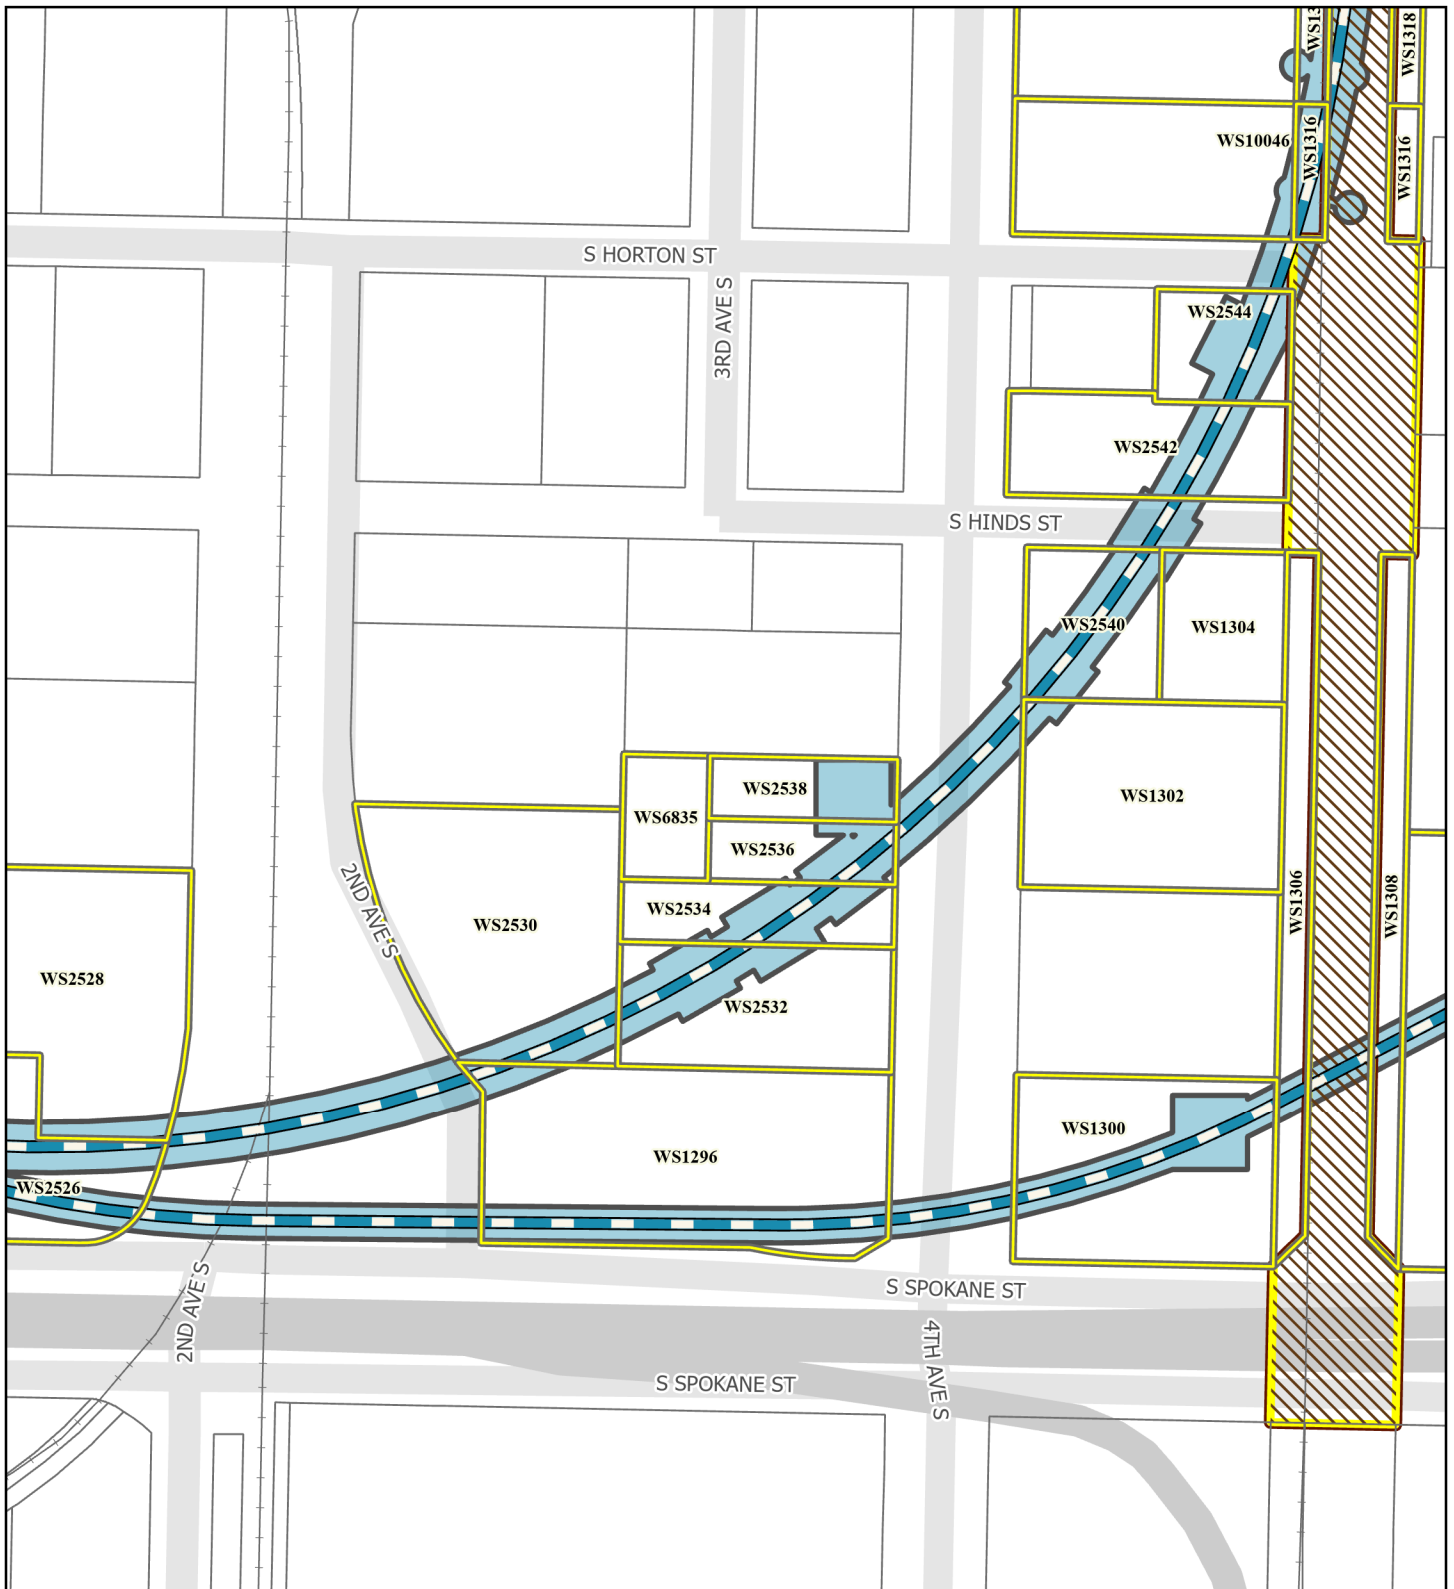 WS13
WS1318
WS10046
WS1316
WS1316
S HORTON ST
3RD AVE S
WS2544
WS2542
S HINDS ST
WS2540
WS1304
WS2538
WS6835
WS1302
WS2536
2ND AVE S
WS2534
WS2530
WS1306
WS1308
WS2528
WS2532
WS1300
WS1296
WS2526
S SPOKANE ST
2ND AVE S
4TH AVE S
S SPOKANE ST